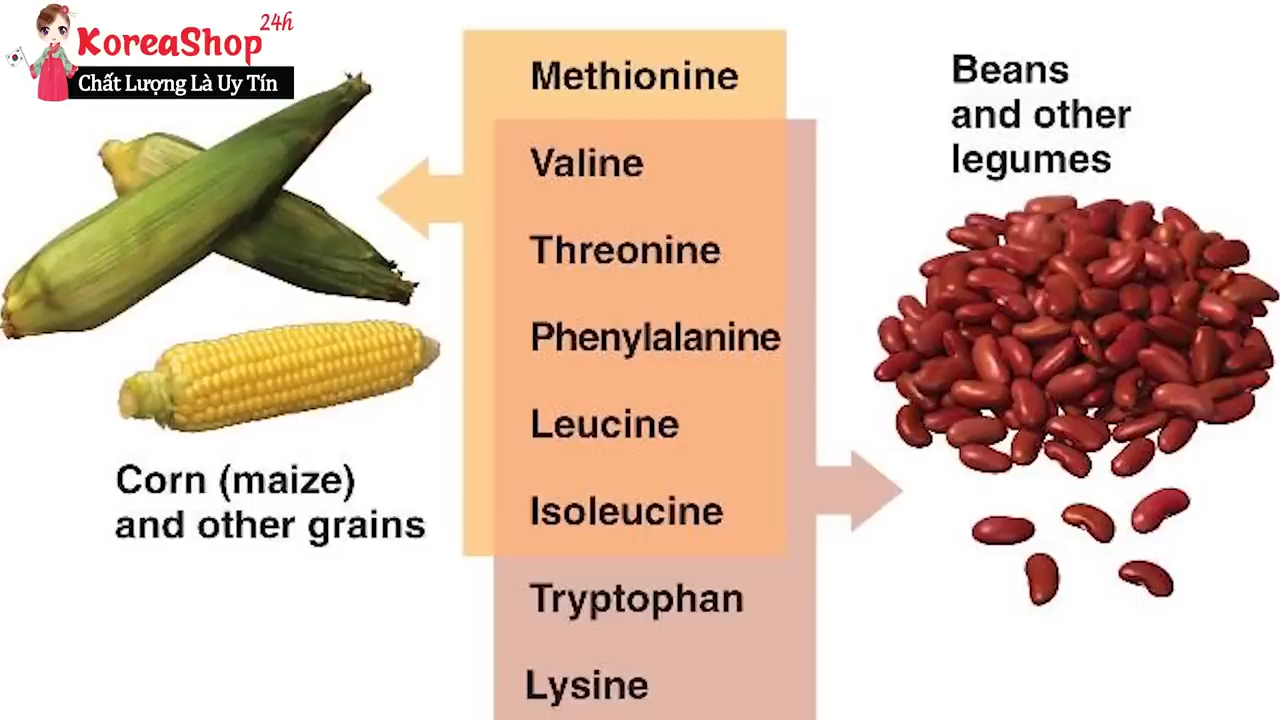 KoreaShop 24h
Chất Lượng Là Uy Tín
Methionine
Valine
Threonine
Phenylalanine
Leucine
Isoleucine
Tryptophan
Lysine
Corn (maize)
and other grains
Beans
and other
legumes